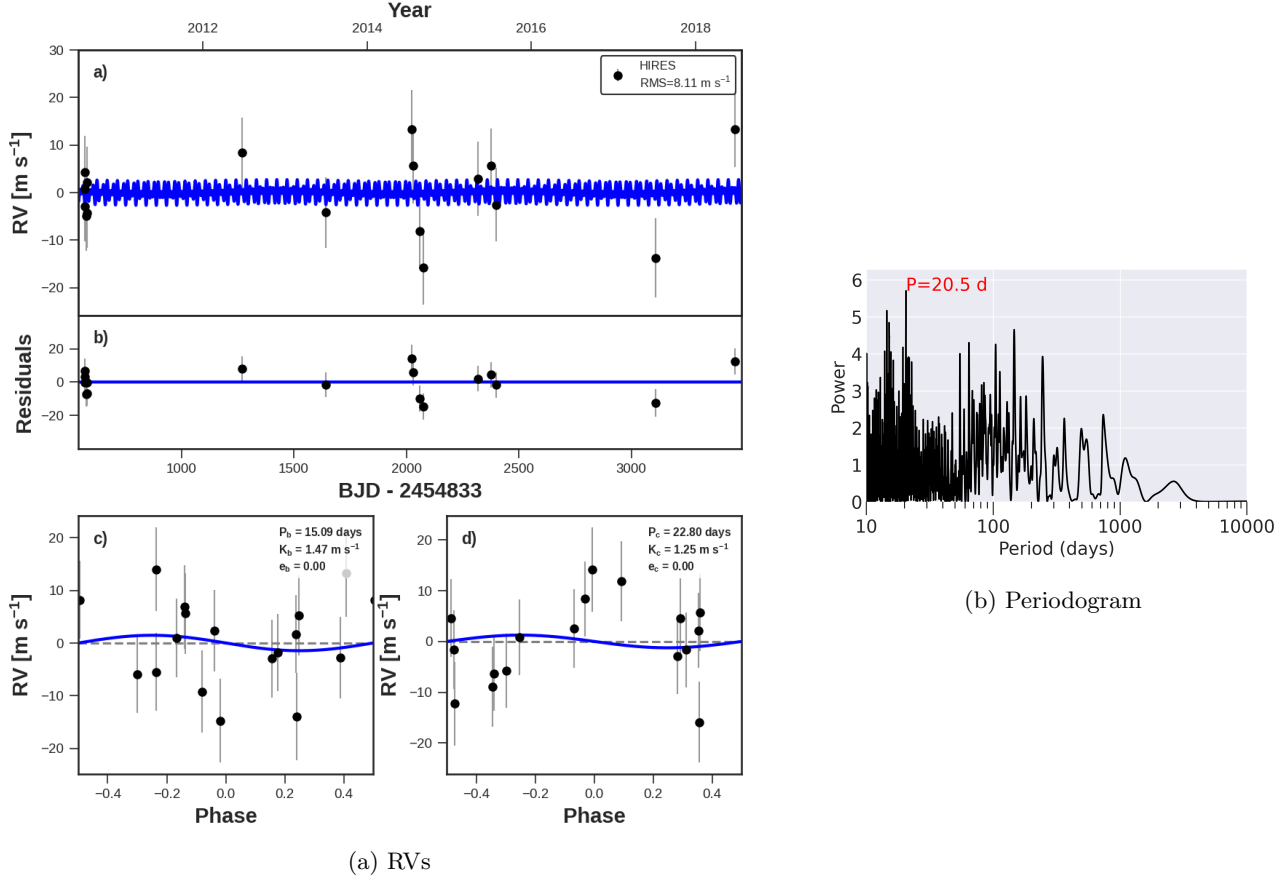 Year
2012 2014 2016 2018
a)
HIRES
RMS=8.11 m s⁻¹
RV [m s⁻¹]
30
20
10
0
−10
−20
b)
Residuals
20
0
−20
1000 1500 2000 2500 3000
BJD - 2454833
c)
P_b = 15.09 days
K_b = 1.47 m s⁻¹
e_b = 0.00
RV [m s⁻¹]
20
10
0
−10
−20
−0.4 −0.2 0.0 0.2 0.4
Phase
d)
P_c = 22.80 days
K_c = 1.25 m s⁻¹
e_c = 0.00
RV [m s⁻¹]
20
10
0
−10
−20
−0.4 −0.2 0.0 0.2 0.4
Phase
(a) RVs
P=20.5 d
Power
6
5
4
3
2
1
0
10 100 1000 10000
Period (days)
(b) Periodogram